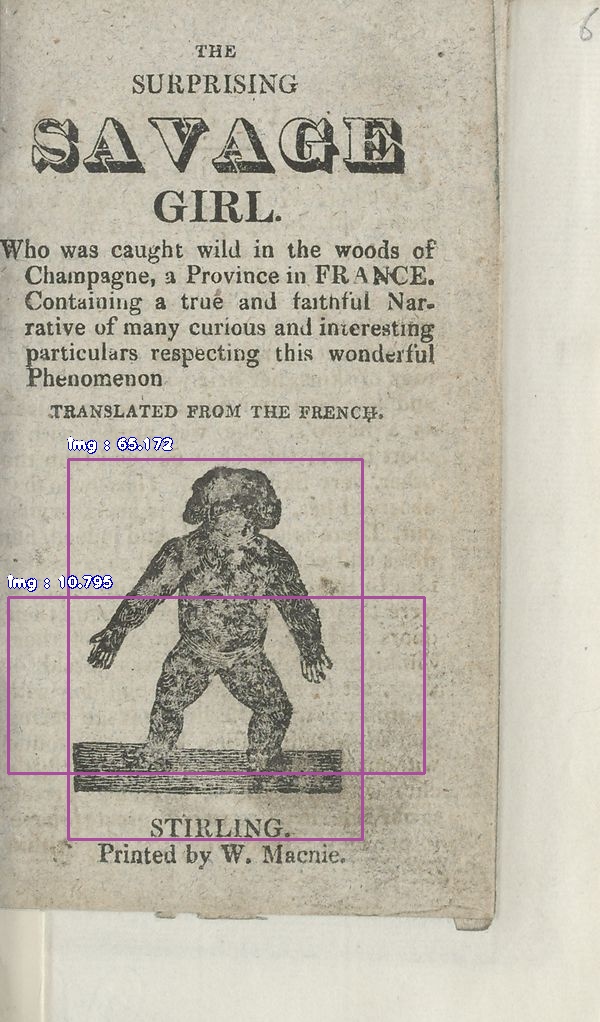 6
THE
SURPRISING
SAVAGE
GIRL.
Who was caught wild in the woods of
Champagne, a Province in FRANCE.
Containing a true and faithful Nar-
rative of many curious and interesting
particulars respecting this wonderful
Phenomenon
TRANSLATED FROM THE FRENCH.
img : 65.172
img : 10.795
STIRLING.
Printed by W. Macnie.